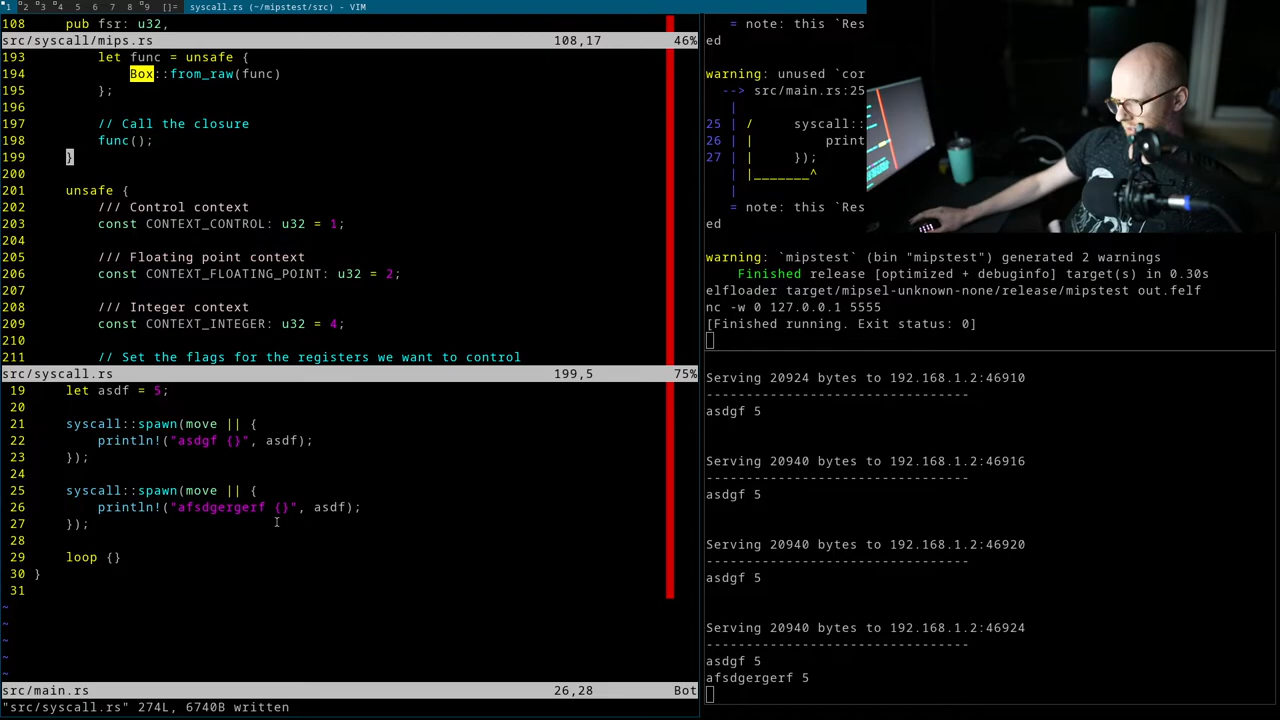 1 2 3 4 5 6 7 8 9 []= syscall.rs (~/mipstest/src) - VIM
108 pub fsr: u32,
src/syscall/mips.rs 108,17 46%
193 let func = unsafe {
194 Box::from_raw(func)
195 };
196
197 // Call the closure
198 func();
199 }
200
201 unsafe {
202 /// Control context
203 const CONTEXT_CONTROL: u32 = 1;
204
205 /// Floating point context
206 const CONTEXT_FLOATING_POINT: u32 = 2;
207
208 /// Integer context
209 const CONTEXT_INTEGER: u32 = 4;
210
211 // Set the flags for the registers we want to control
src/syscall.rs 199,5 75%
19 let asdf = 5;
20
21 syscall::spawn(move || {
22 println!("asdgf {}", asdf);
23 });
24
25 syscall::spawn(move || {
26 println!("afsdgergerf {}", asdf);
27 });
28
29 loop {}
30 }
31
~
~
~
~
~
src/main.rs 26,28 Bot
"src/syscall.rs" 274L, 6740B written
= note: this `Res
ed
warning: unused `cor
--> src/main.rs:25
|
25 | / syscall::
26 | | print
27 | | });
| |_______^
|
= note: this `Res
ed
warning: `mipstest` (bin "mipstest") generated 2 warnings
Finished release [optimized + debuginfo] target(s) in 0.30s
elfloader target/mipsel-unknown-none/release/mipstest out.felf
nc -w 0 127.0.0.1 5555
[Finished running. Exit status: 0]
Serving 20924 bytes to 192.168.1.2:46910
---------------------------------
asdgf 5
Serving 20940 bytes to 192.168.1.2:46916
---------------------------------
asdgf 5
Serving 20940 bytes to 192.168.1.2:46920
---------------------------------
asdgf 5
Serving 20940 bytes to 192.168.1.2:46924
---------------------------------
asdgf 5
afsdgergerf 5